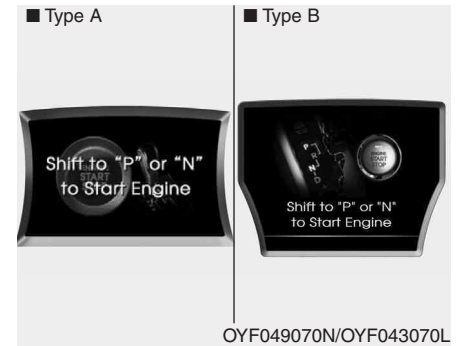 ■ Type A
■ Type B
Shift to “P” or “N”
to Start Engine
P
R
N
D
ENGINE
START
STOP
Shift to "P" or "N"
to Start Engine
OYF049070N/OYF043070L